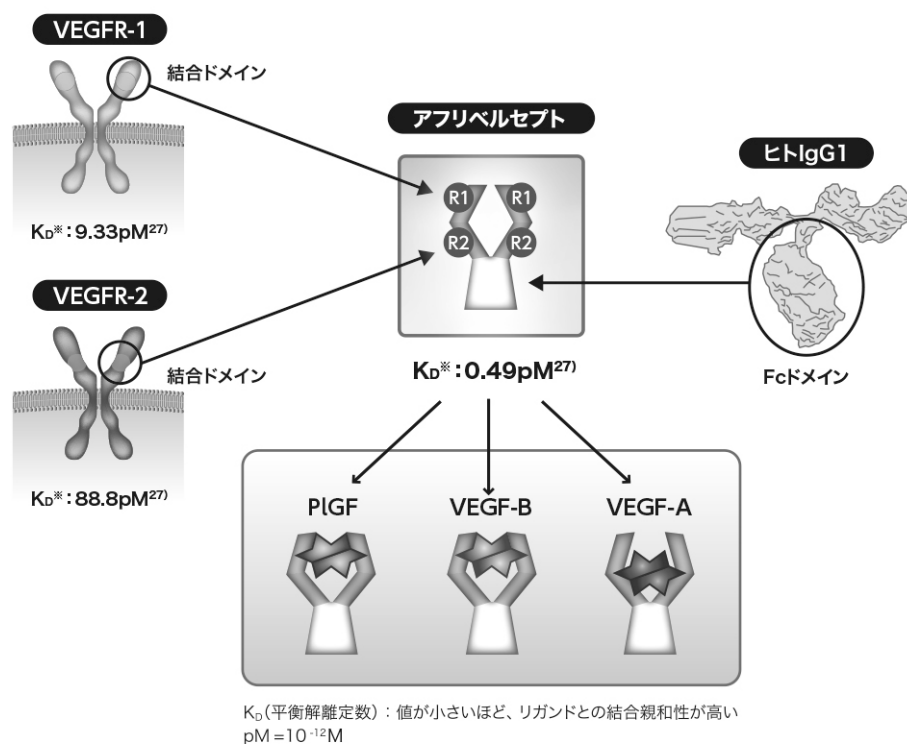 VEGFR-1
結合ドメイン
KD※：9.33pM27)
VEGFR-2
結合ドメイン
KD※：88.8pM27)
アフリベルセプト
R1
R1
R2
R2
KD※：0.49pM27)
ヒトIgG1
Fcドメイン
PlGF
VEGF-B
VEGF-A
KD(平衡解離定数)：値が小さいほど、リガンドとの結合親和性が高い
pM=10-12M